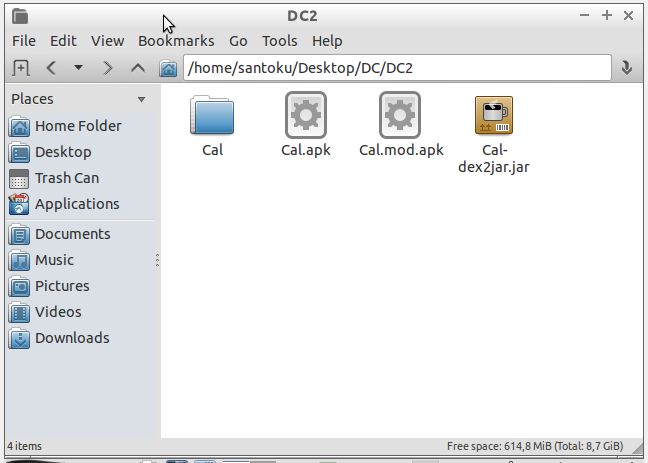 DC2
File Edit View Bookmarks Go Tools Help
/home/santoku/Desktop/DC/DC2
Places
Home Folder
Desktop
Trash Can
Applications
Documents
Music
Pictures
Videos
Downloads
Cal
Cal.apk
Cal.mod.apk
Cal-
dex2jar.jar
4 items
Free space: 614,8 MiB (Total: 8,7 GiB)